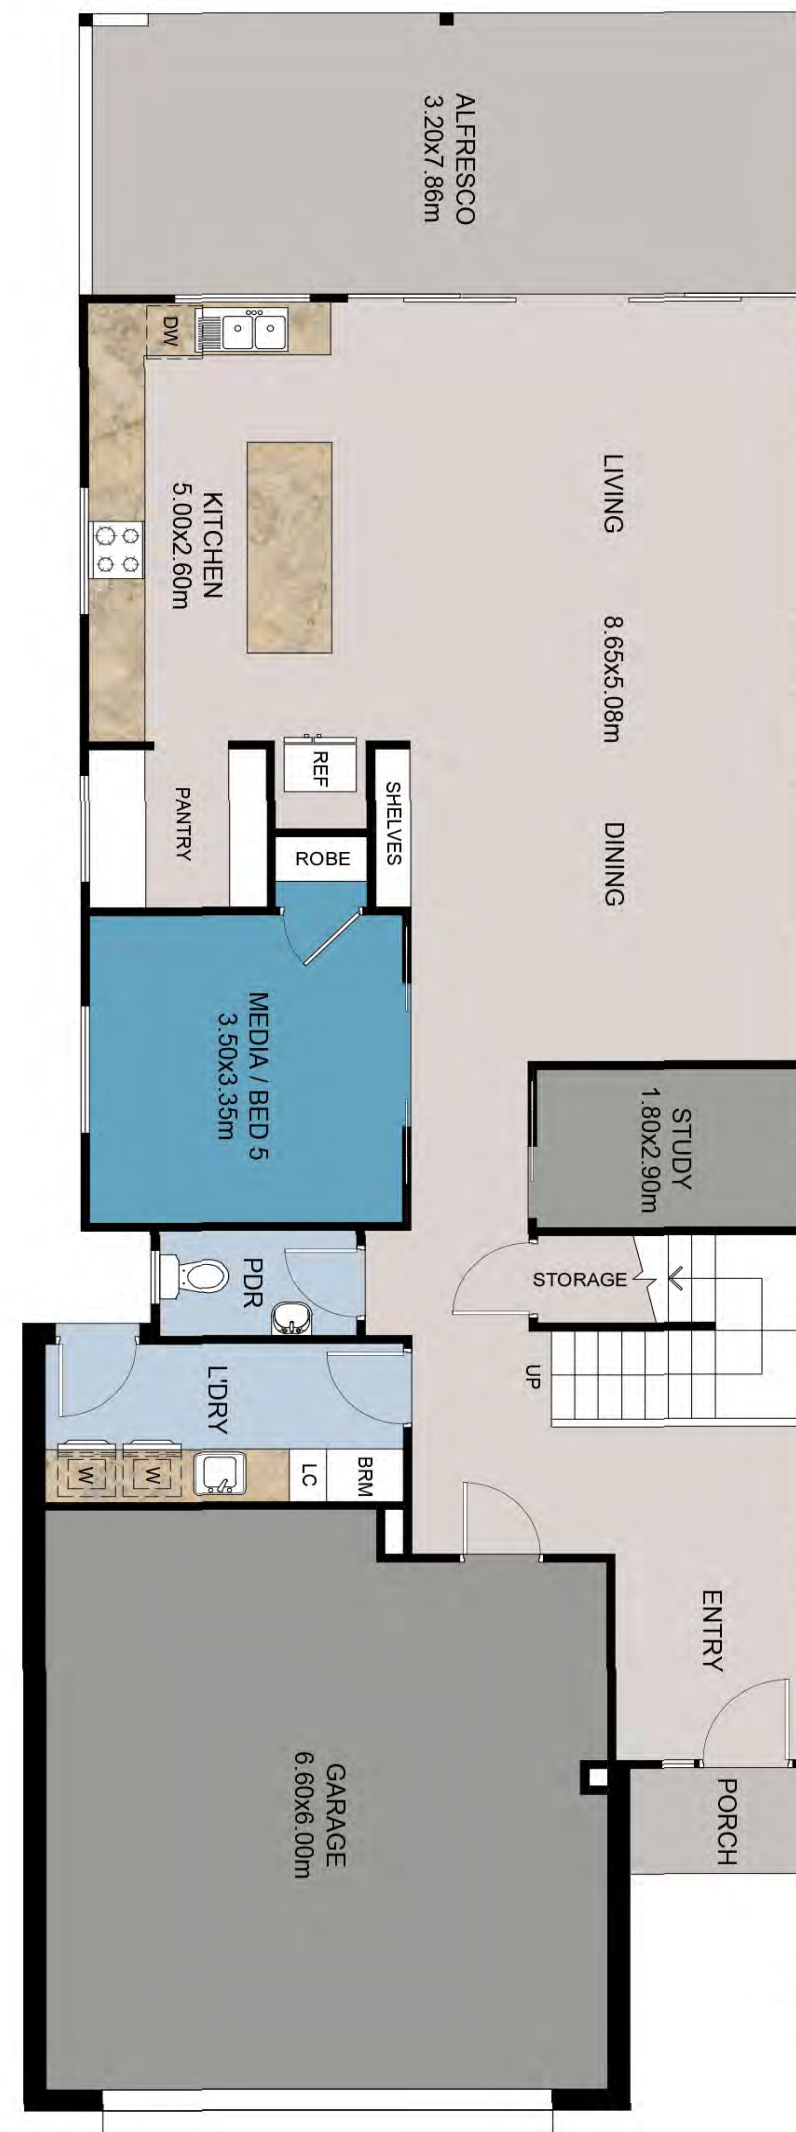 ALFRESCO
3.20x7.86m
DW
LIVING
8.65x5.08m
DINING
KITCHEN
5.00x2.60m
REF
SHELVES
PANTRY
ROBE
MEDIA / BED 5
3.50x3.35m
STUDY
1.80x2.90m
STORAGE
UP
PDR
L'DRY
W
W
LC
BRM
ENTRY
PORCH
GARAGE
6.60x6.00m